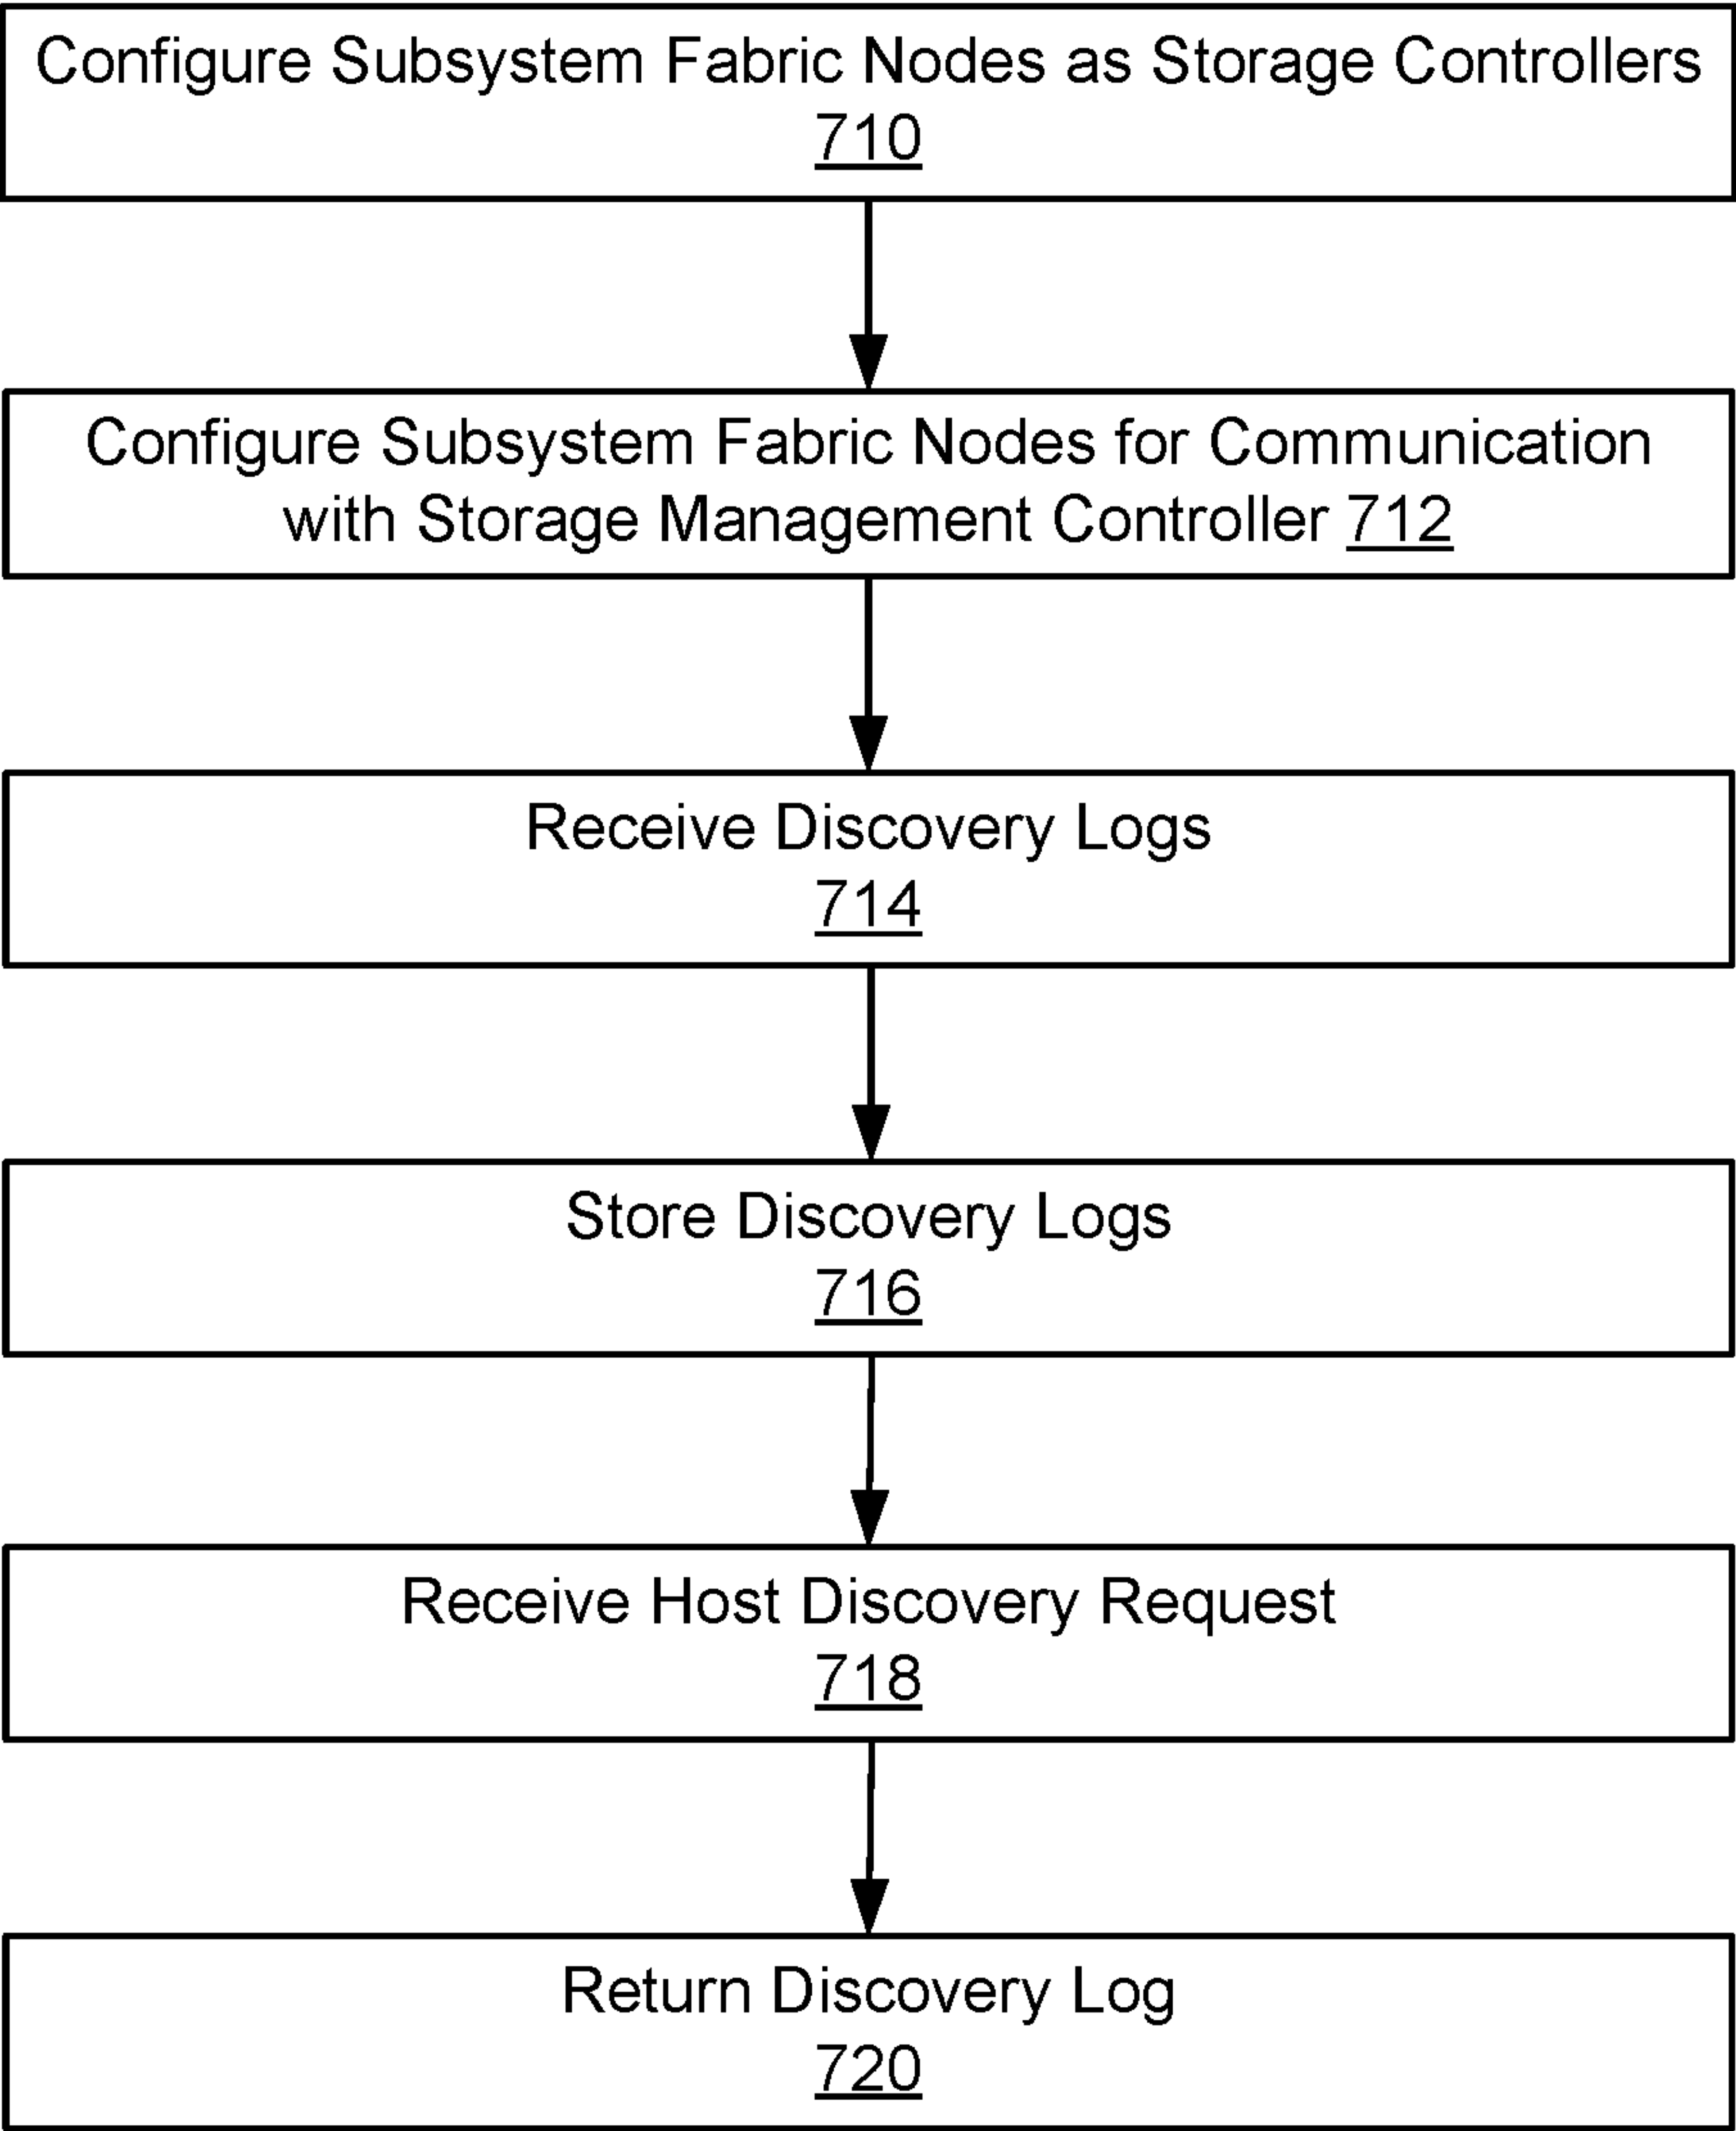 Configure Subsystem Fabric Nodes as Storage Controllers
710
Configure Subsystem Fabric Nodes for Communication
with Storage Management Controller 712
Receive Discovery Logs
714
Store Discovery Logs
716
Receive Host Discovery Request
718
Return Discovery Log
720